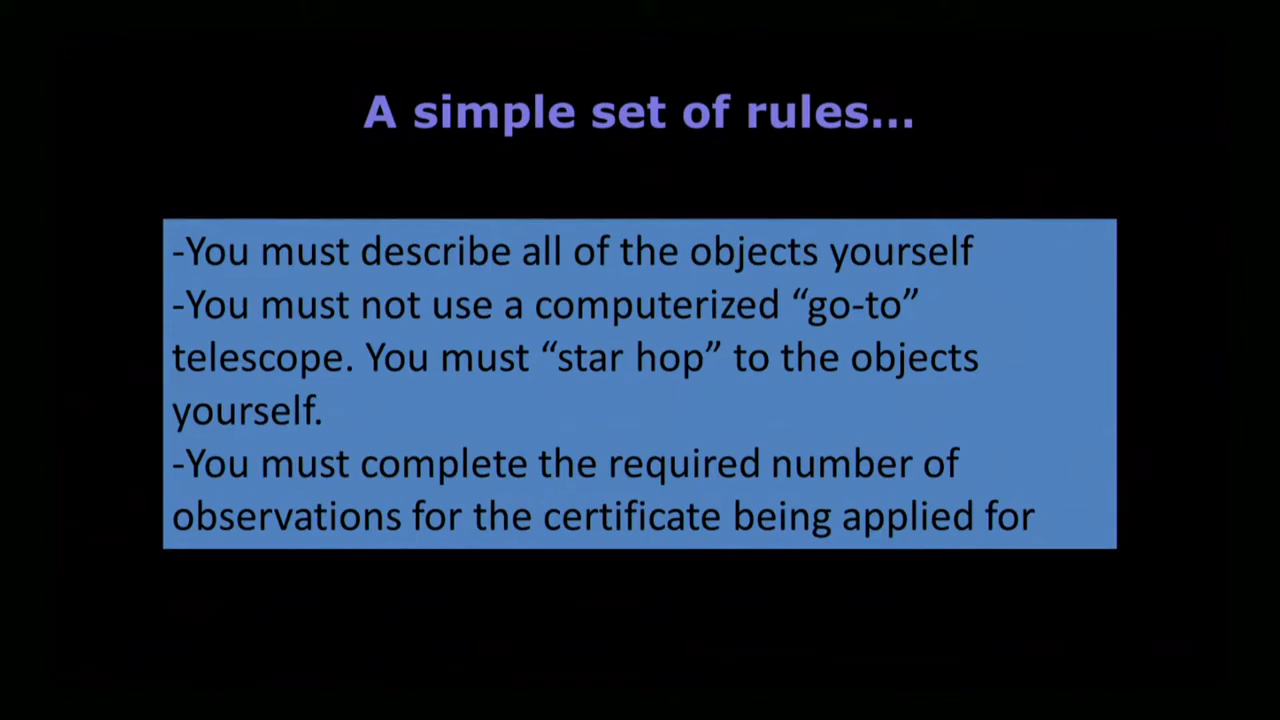 A simple set of rules...
-You must describe all of the objects yourself
-You must not use a computerized “go-to”
telescope. You must “star hop” to the objects
yourself.
-You must complete the required number of
observations for the certificate being applied for